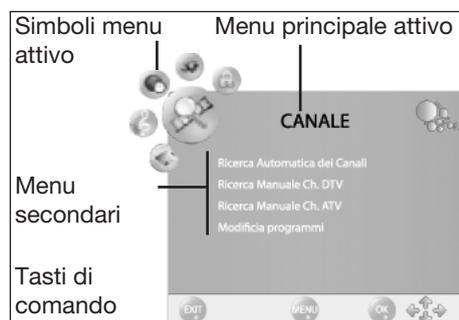 Simboli menu
attivo
Menu principale attivo
CANALE
Ricerca Automatica dei Canali
Ricerca Manuale Ch. DTV
Ricerca Manuale Ch. ATV
Modificia programmi
Menu
secondari
Tasti di
comando
EXIT
MENU
OK